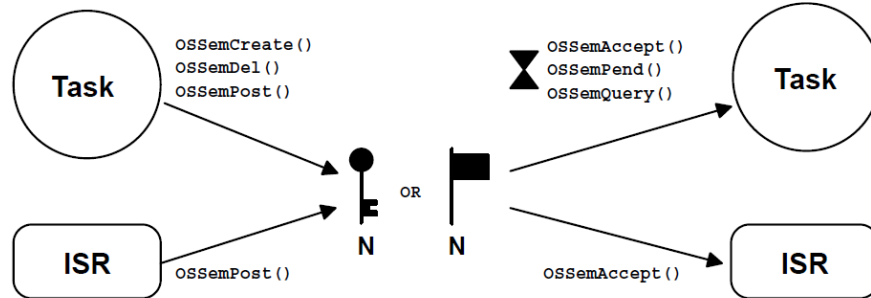 Task
OSSemCreate()
OSSemDel()
OSSemPost()
OSSemAccept()
OSSemPend()
OSSemQuery()
Task
OR
N
N
ISR
OSSemPost()
OSSemAccept()
ISR